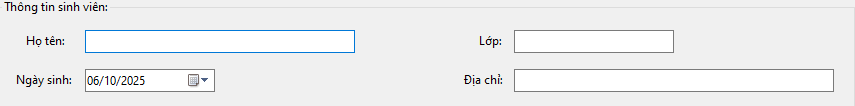 Thông tin sinh viên:
Họ tên: Lớp:
Ngày sinh: 06/10/2025 Địa chỉ: